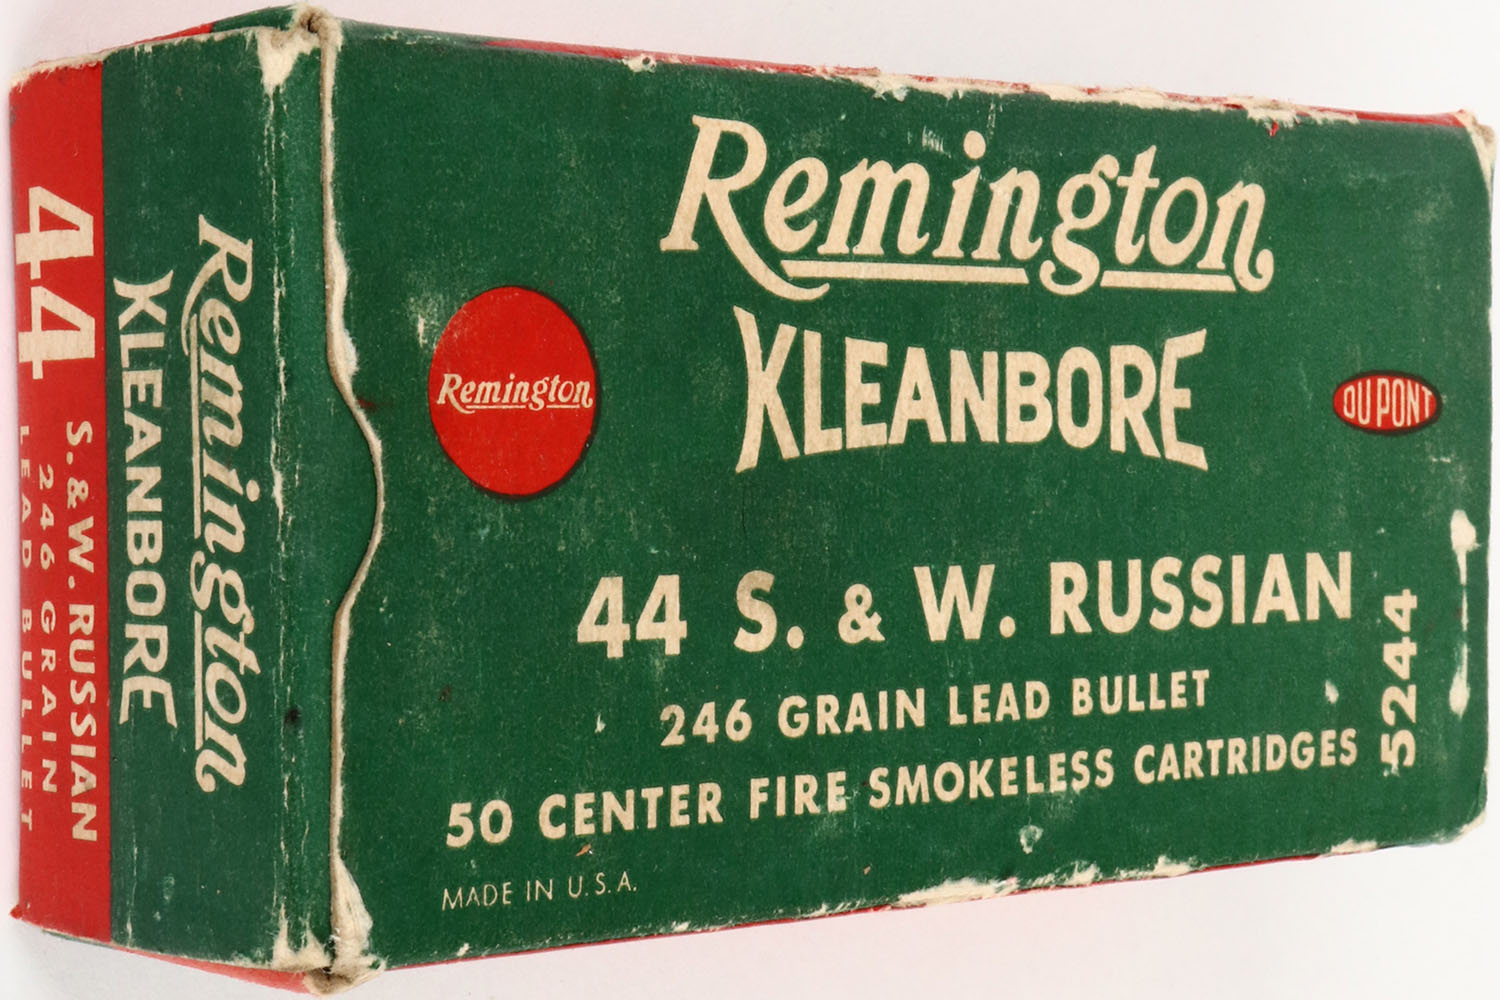 Remington
KLEANBORE
Remington
DU PONT
44 S. & W. RUSSIAN
246 GRAIN LEAD BULLET
50 CENTER FIRE SMOKELESS CARTRIDGES
5244
MADE IN U.S.A.
Remington
KLEANBORE
44 S. & W. RUSSIAN
246 GRAIN
LEAD BULLET